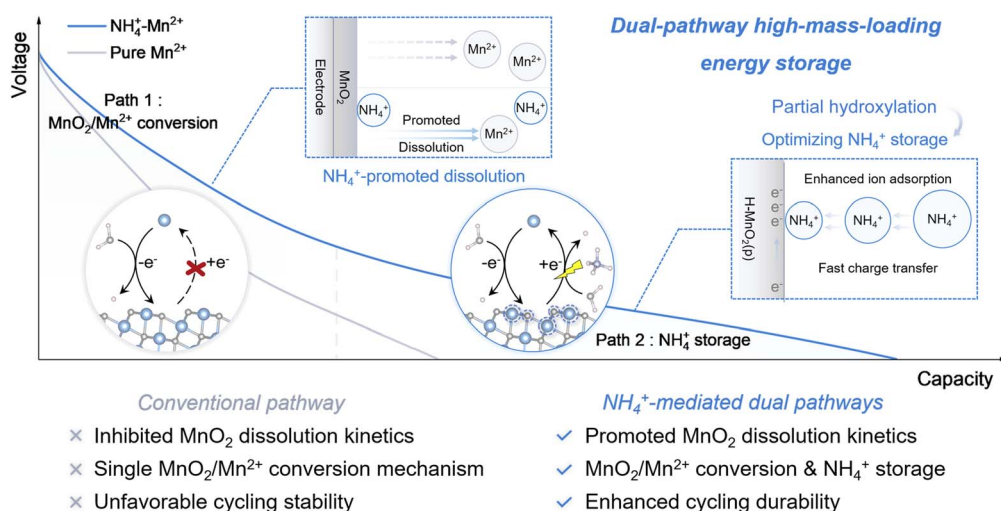 Voltage
NH₄⁺-Mn²⁺
Pure Mn²⁺
Path 1 :
MnO₂/Mn²⁺ conversion
Electrode
MnO₂
Mn²⁺
Mn²⁺
NH₄⁺
NH₄⁺
Promoted
Mn²⁺
Dissolution
NH₄⁺-promoted dissolution
Dual-pathway high-mass-loading
energy storage
Partial hydroxylation
Optimizing NH₄⁺ storage
H-MnO₂(p)
Enhanced ion adsorption
e⁻
e⁻
e⁻
NH₄⁺
NH₄⁺
NH₄⁺
Fast charge transfer
e⁻
-e⁻
+e⁻
-e⁻
+e⁻
Path 2 : NH₄⁺ storage
Capacity
Conventional pathway
× Inhibited MnO₂ dissolution kinetics
× Single MnO₂/Mn²⁺ conversion mechanism
× Unfavorable cycling stability
NH₄⁺-mediated dual pathways
✓ Promoted MnO₂ dissolution kinetics
✓ MnO₂/Mn²⁺ conversion & NH₄⁺ storage
✓ Enhanced cycling durability